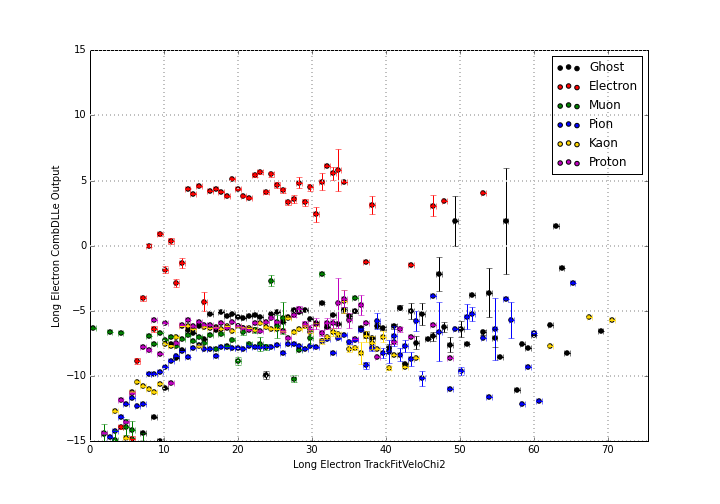 15
10
5
0
−5
−10
−15
0
10
20
30
40
50
60
70
Long Electron CombDLLe Output
Long Electron TrackFitVeloChi2
Ghost
Electron
Muon
Pion
Kaon
Proton